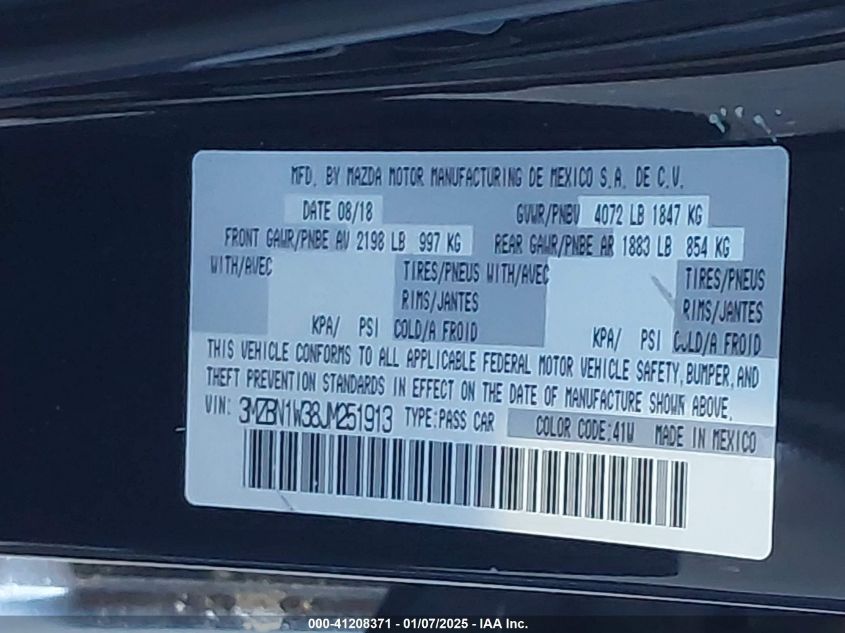 MFD. BY MAZDA MOTOR MANUFACTURING DE MEXICO S.A. DE C.V.
DATE 08/18 GVWR/PNBV 4072 LB 1847 KG
FRONT GAWR/PNBE AV 2198 LB 997 KG REAR GAWR/PNBE AR 1883 LB 854 KG
WITH/AVEC TIRES/PNEUS WITH/AVEC TIRES/PNEUS
RIMS/JANTES RIMS/JANTES
KPA/ PSI COLD/A FROID KPA/ PSI COLD/A FROID
THIS VEHICLE CONFORMS TO ALL APPLICABLE FEDERAL MOTOR VEHICLE SAFETY, BUMPER, AND
THEFT PREVENTION STANDARDS IN EFFECT ON THE DATE OF MANUFACTURE SHOWN ABOVE.
VIN: 3MZBN1W38JM251913 TYPE:PASS CAR COLOR CODE:41W MADE IN MEXICO
000-41208371 - 01/07/2025 - IAA Inc.